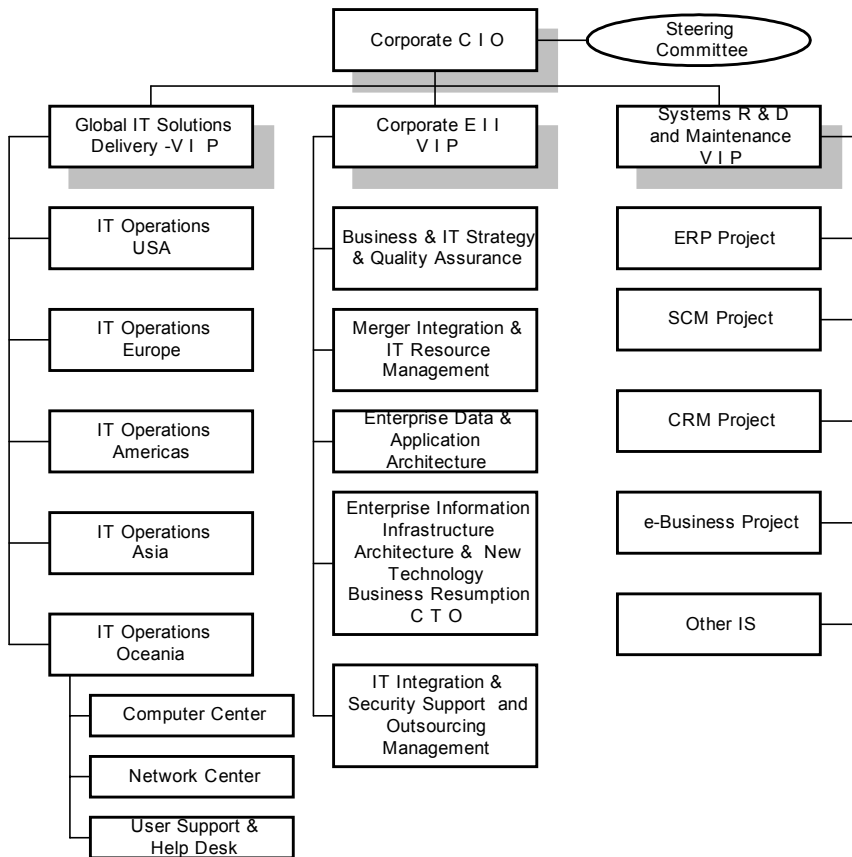 Corporate C I O
Steering
Committee
Global IT Solutions
Delivery -V I P
Corporate E I I
V I P
Systems R & D
and Maintenance
V I P
IT Operations
USA
Business & IT Strategy
& Quality Assurance
ERP Project
IT Operations
Europe
Merger Integration &
IT Resource
Management
SCM Project
IT Operations
Americas
Enterprise Data &
Application
Architecture
CRM Project
IT Operations
Asia
Enterprise Information
Infrastructure
Architecture & New
Technology
Business Resumption
C T O
e-Business Project
IT Operations
Oceania
IT Integration &
Security Support and
Outsourcing
Management
Other IS
Computer Center
Network Center
User Support &
Help Desk